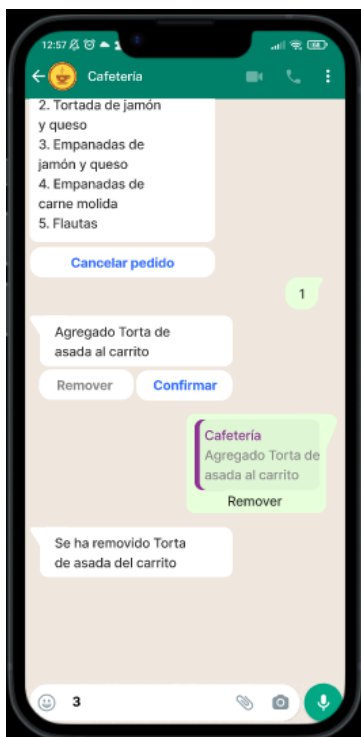 12:57
Cafetería
2. Tortada de jamón
y queso
3. Empanadas de
jamón y queso
4. Empanadas de
carne molida
5. Flautas
Cancelar pedido
1
Agregado Torta de
asada al carrito
Remover
Confirmar
Cafetería
Agregado Torta de
asada al carrito
Remover
Se ha removido Torta
de asada del carrito
3